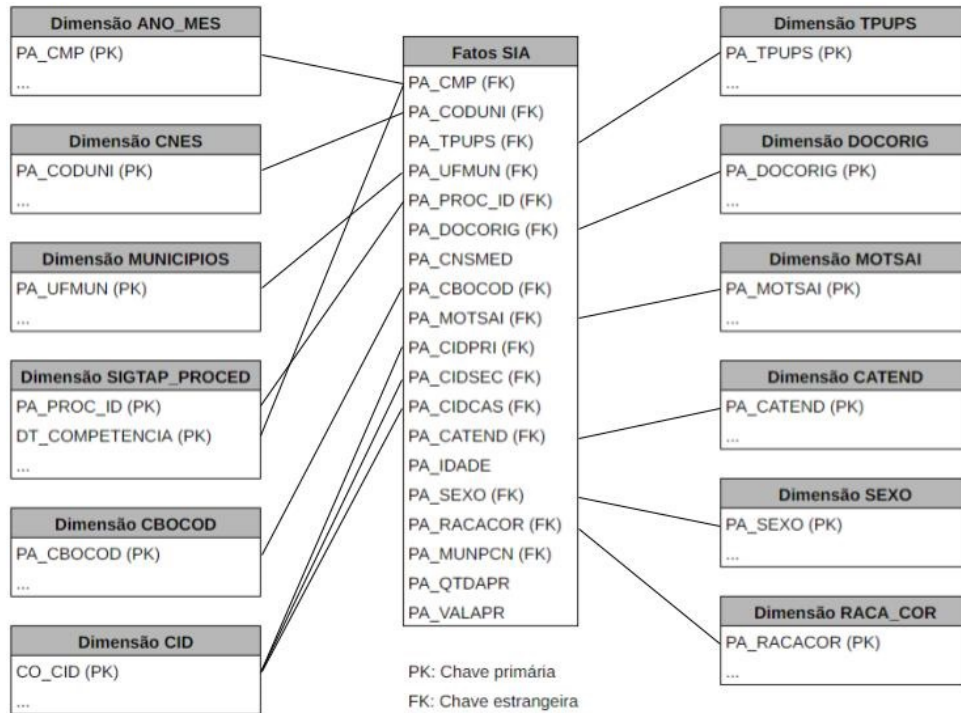 Dimensão ANO_MES
PA_CMP (PK)
...
Dimensão CNES
PA_CODUNI (PK)
...
Dimensão MUNICIPIOS
PA_UFMUN (PK)
...
Dimensão SIGTAP_PROCED
PA_PROC_ID (PK)
DT_COMPETENCIA (PK)
...
Dimensão CBOCOD
PA_CBOCOD (PK)
...
Dimensão CID
CO_CID (PK)
...
Fatos SIA
PA_CMP (FK)
PA_CODUNI (FK)
PA_TPUPS (FK)
PA_UFMUN (FK)
PA_PROC_ID (FK)
PA_DOCORIG (FK)
PA_CNSMED
PA_CBOCOD (FK)
PA_MOTSAI (FK)
PA_CIDPRI (FK)
PA_CIDSEC (FK)
PA_CIDCAS (FK)
PA_CATEND (FK)
PA_IDADE
PA_SEXO (FK)
PA_RACACOR (FK)
PA_MUNPCN (FK)
PA_QTDAPR
PA_VALAPR
PK: Chave primária
FK: Chave estrangeira
Dimensão TPUPS
PA_TPUPS (PK)
...
Dimensão DOCORIG
PA_DOCORIG (PK)
...
Dimensão MOTSAI
PA_MOTSAI (PK)
...
Dimensão CATEND
PA_CATEND (PK)
...
Dimensão SEXO
PA_SEXO (PK)
...
Dimensão RACA_COR
PA_RACACOR (PK)
...